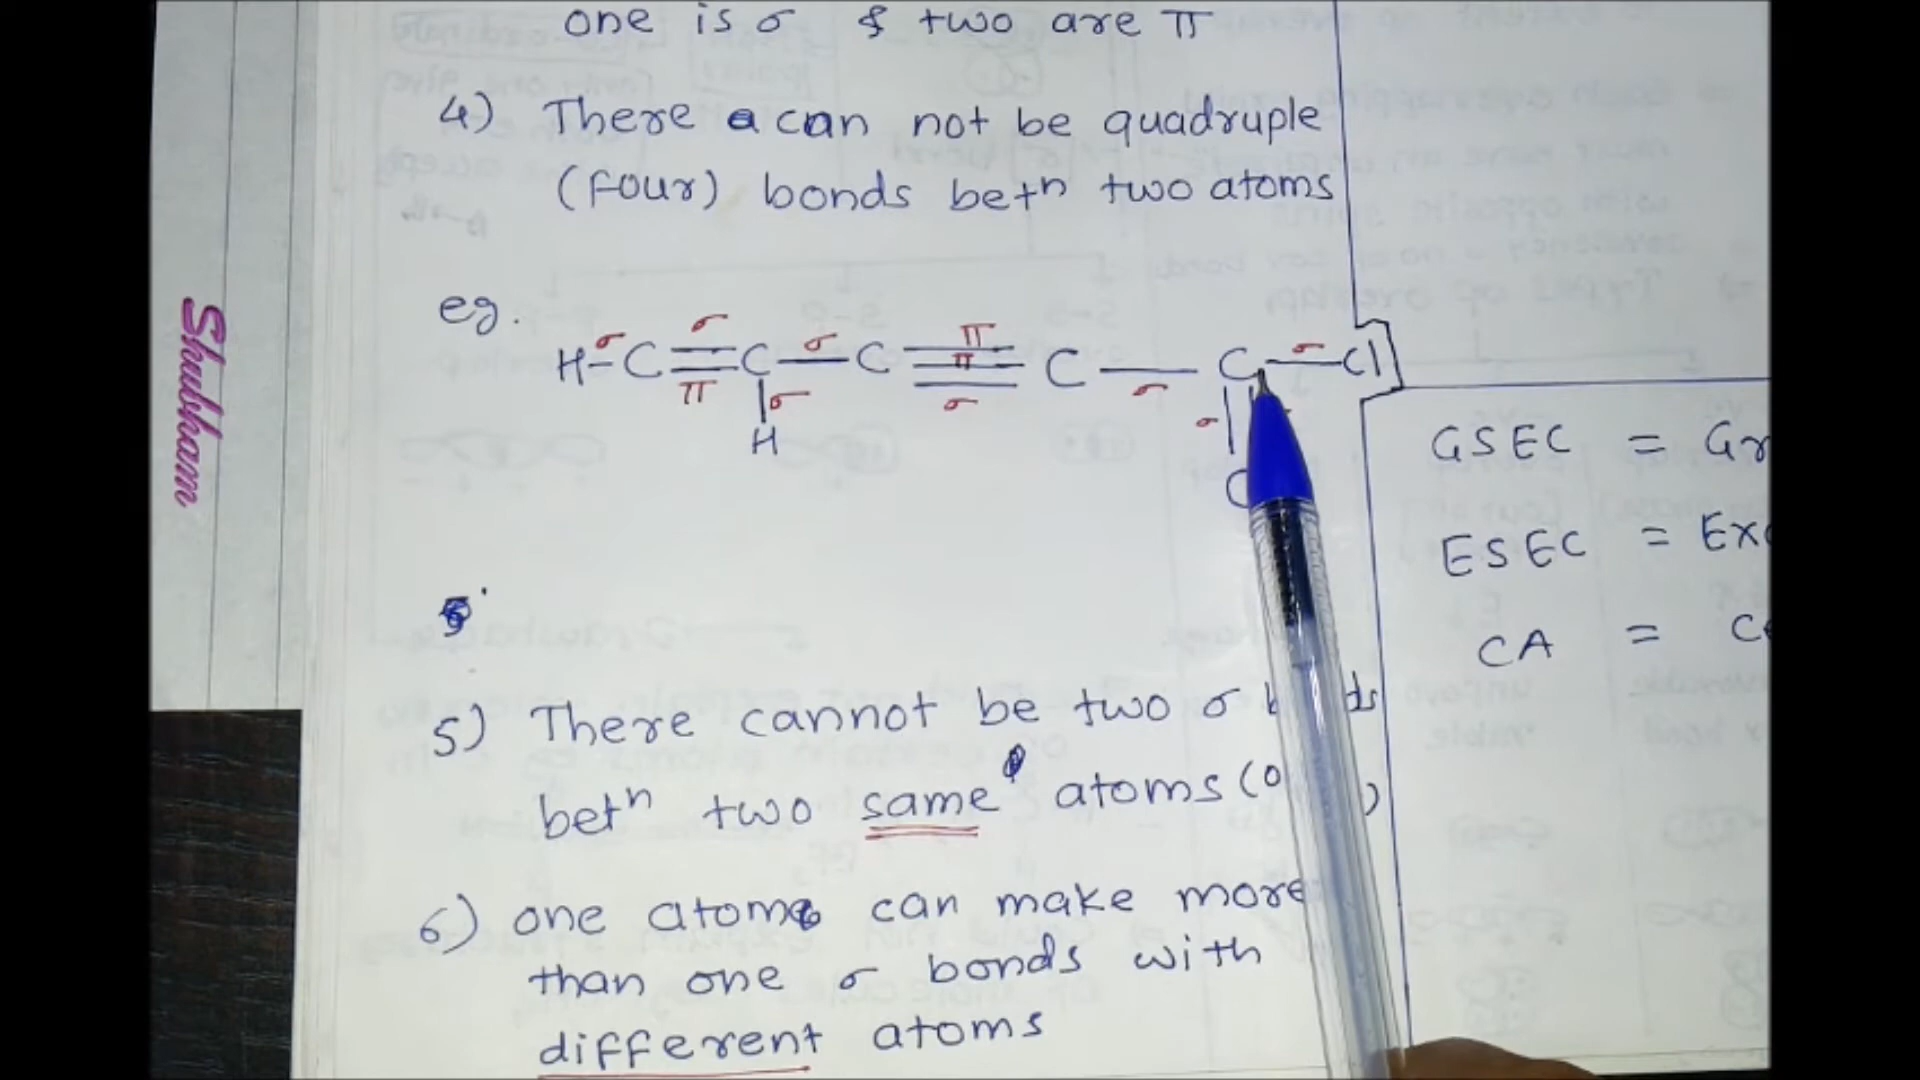 one is σ & two are π
4) There can not be quadruple
(four) bonds betⁿ two atoms
eg.
σ σ σ π π σ
H-C=C-C≡C-C-Cl
π σ σ σ σ
H
5) There cannot be two σ
betⁿ two same atoms
6) one atom can make more
than one σ bonds with
different atoms
GSEC =
ESEC =
CA =
Shubham